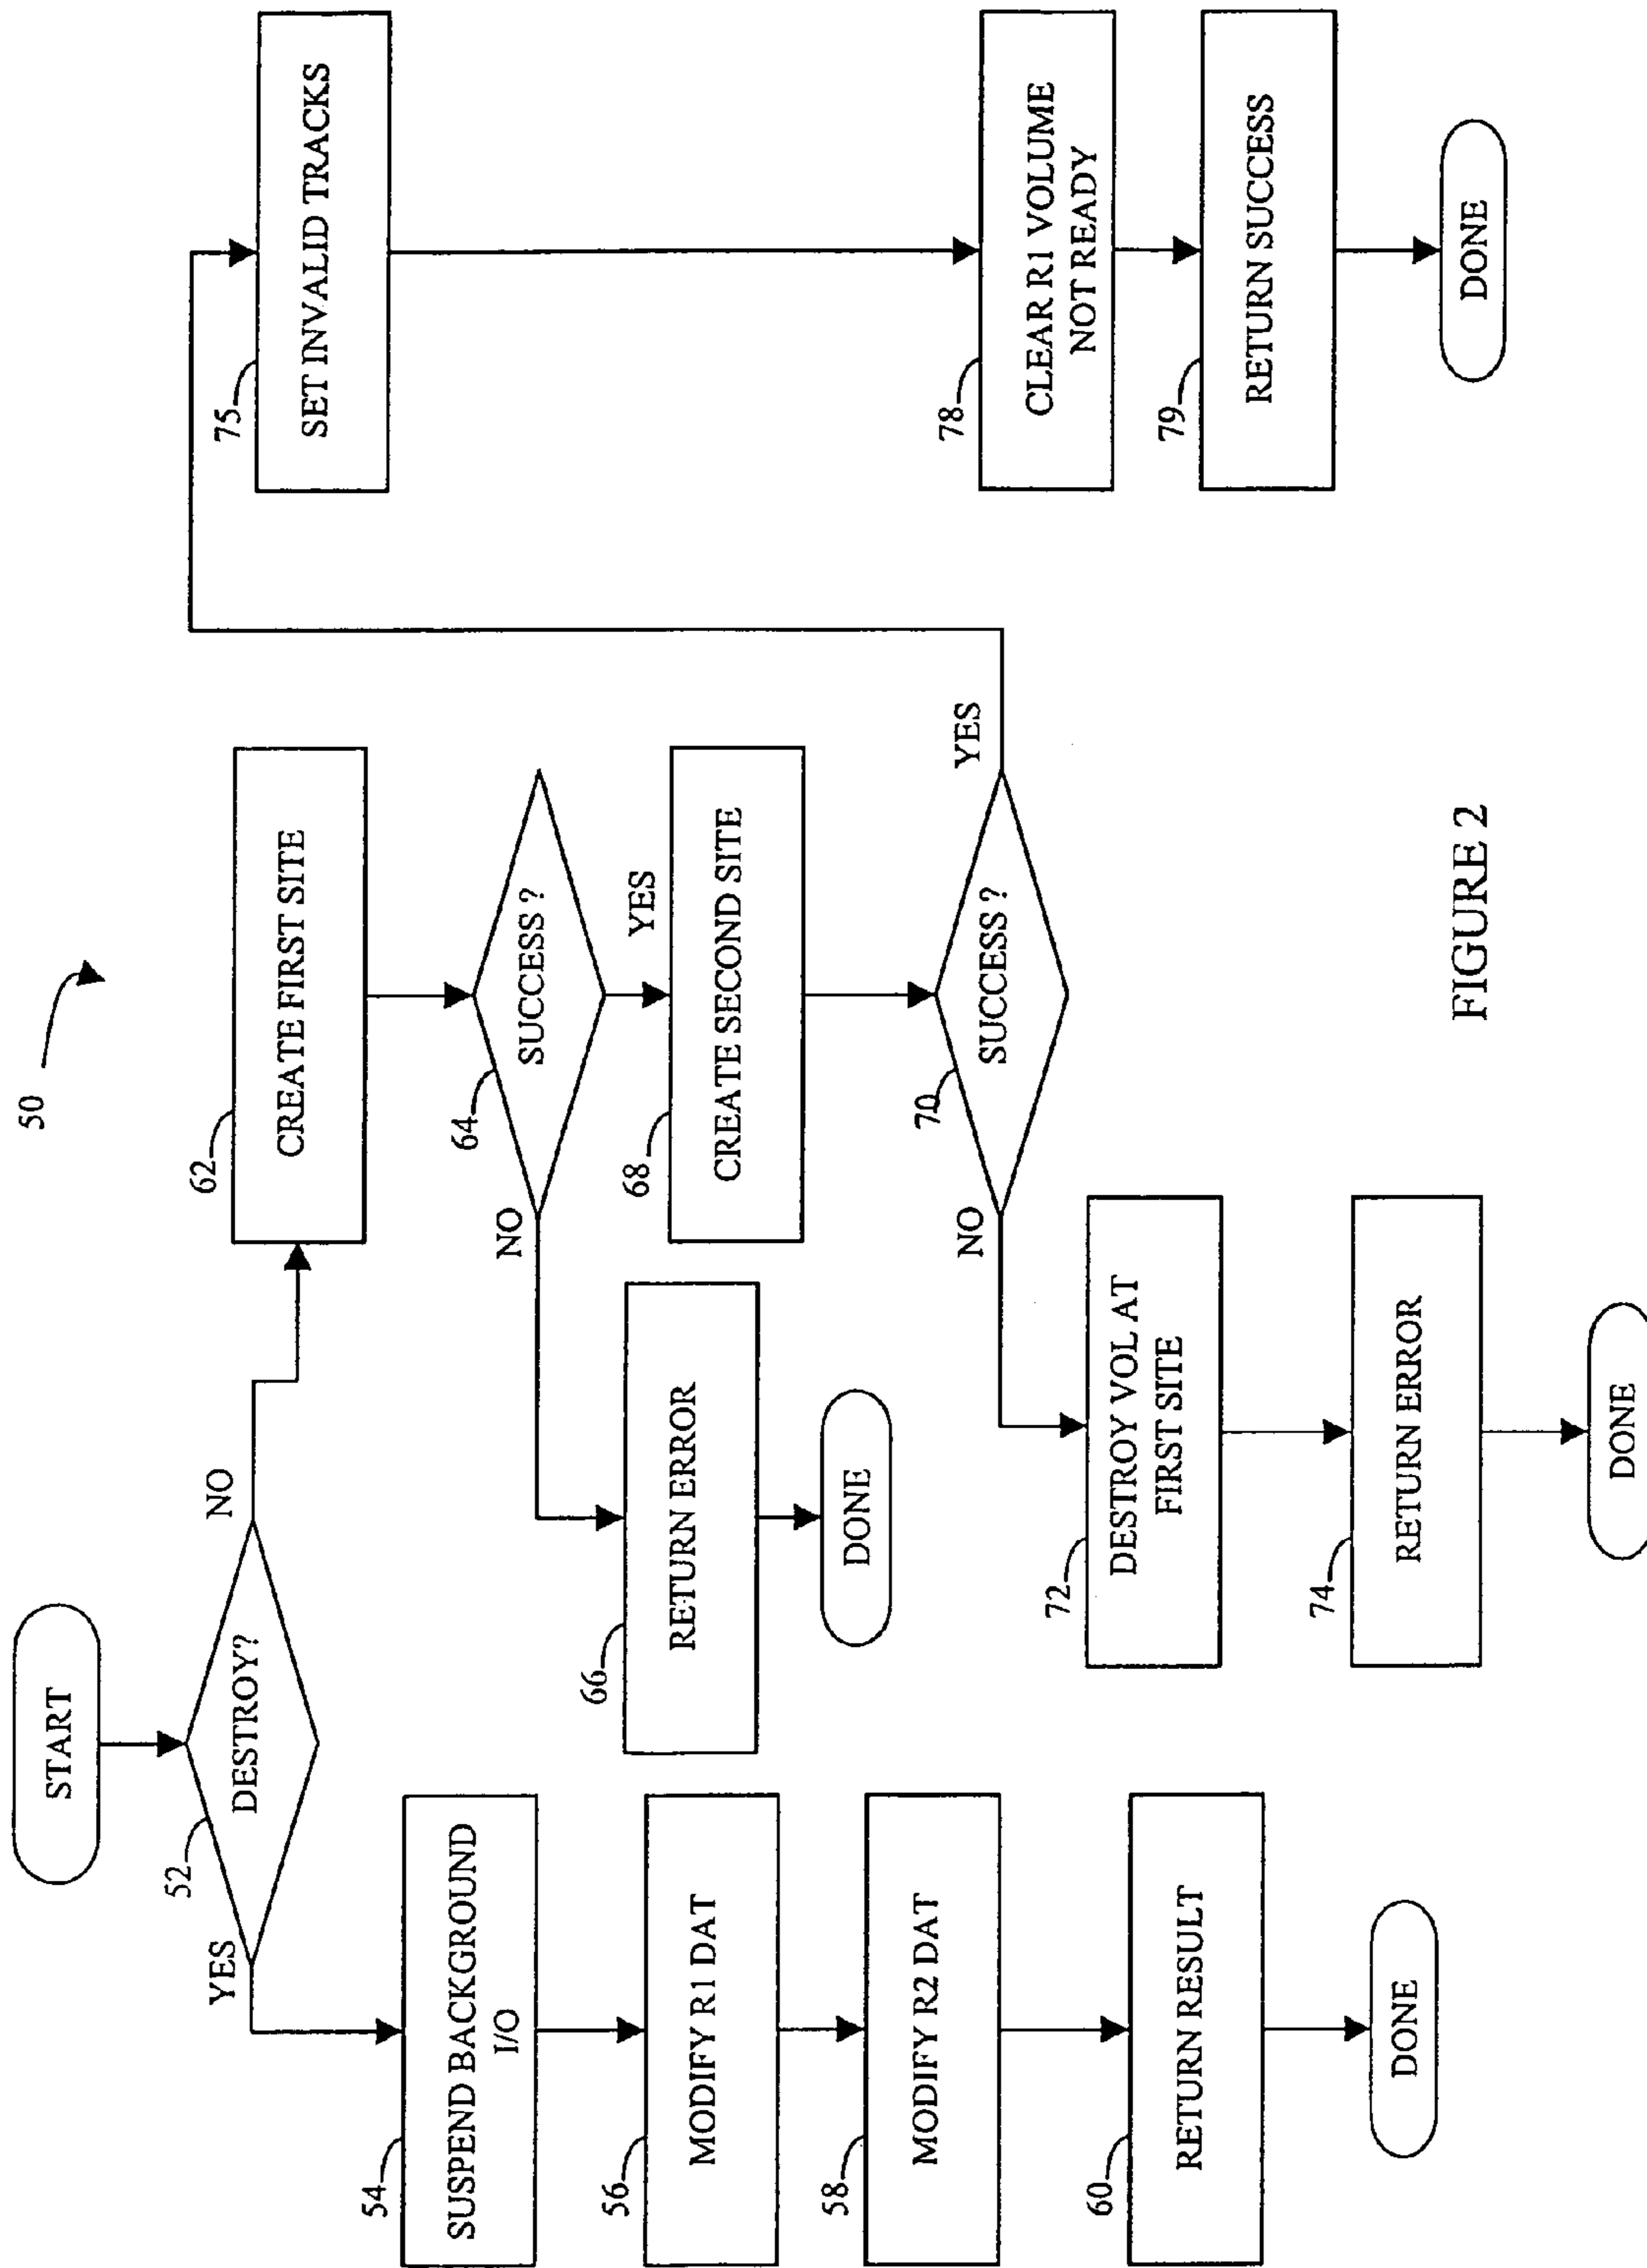 50
START
52
DESTROY?
YES
NO
54
SUSPEND BACKGROUND
I/O
56
MODIFY R1 DAT
58
MODIFY R2 DAT
60
RETURN RESULT
DONE
62
CREATE FIRST SITE
64
SUCCESS ?
NO
YES
66
RETURN ERROR
DONE
68
CREATE SECOND SITE
70
SUCCESS ?
NO
YES
72
DESTROY VOL AT
FIRST SITE
74
RETURN ERROR
DONE
75
SET INVALID TRACKS
78
CLEAR R1 VOLUME
NOT READY
79
RETURN SUCCESS
DONE
FIGURE 2